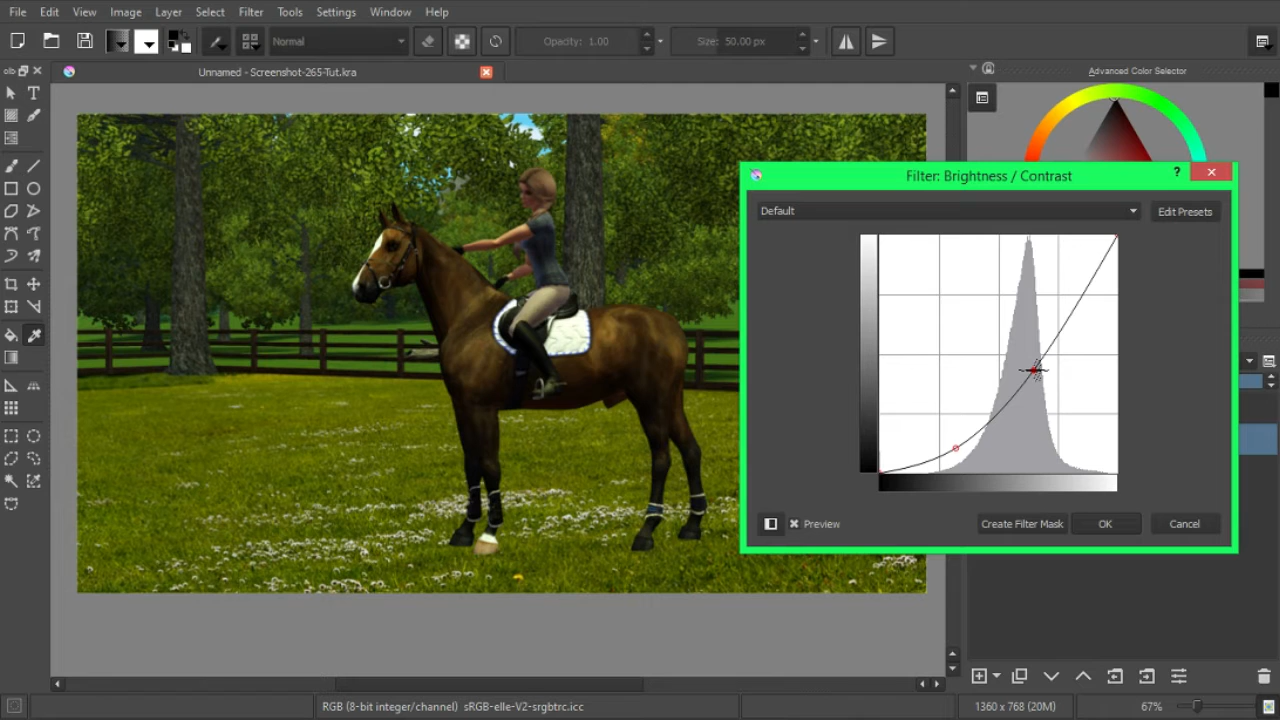 File Edit View Image Layer Select Filter Tools Settings Window Help
Normal
Opacity: 1.00
Size: 50.00 px
Unnamed - Screenshot-265-Tut.kra
Advanced Color Selector
Filter: Brightness / Contrast
?
Default
Edit Presets
Preview
Create Filter Mask
OK
Cancel
RGB (8-bit integer/channel) sRGB-elle-V2-srgbtrc.icc
1360 x 768 (20M)
67%